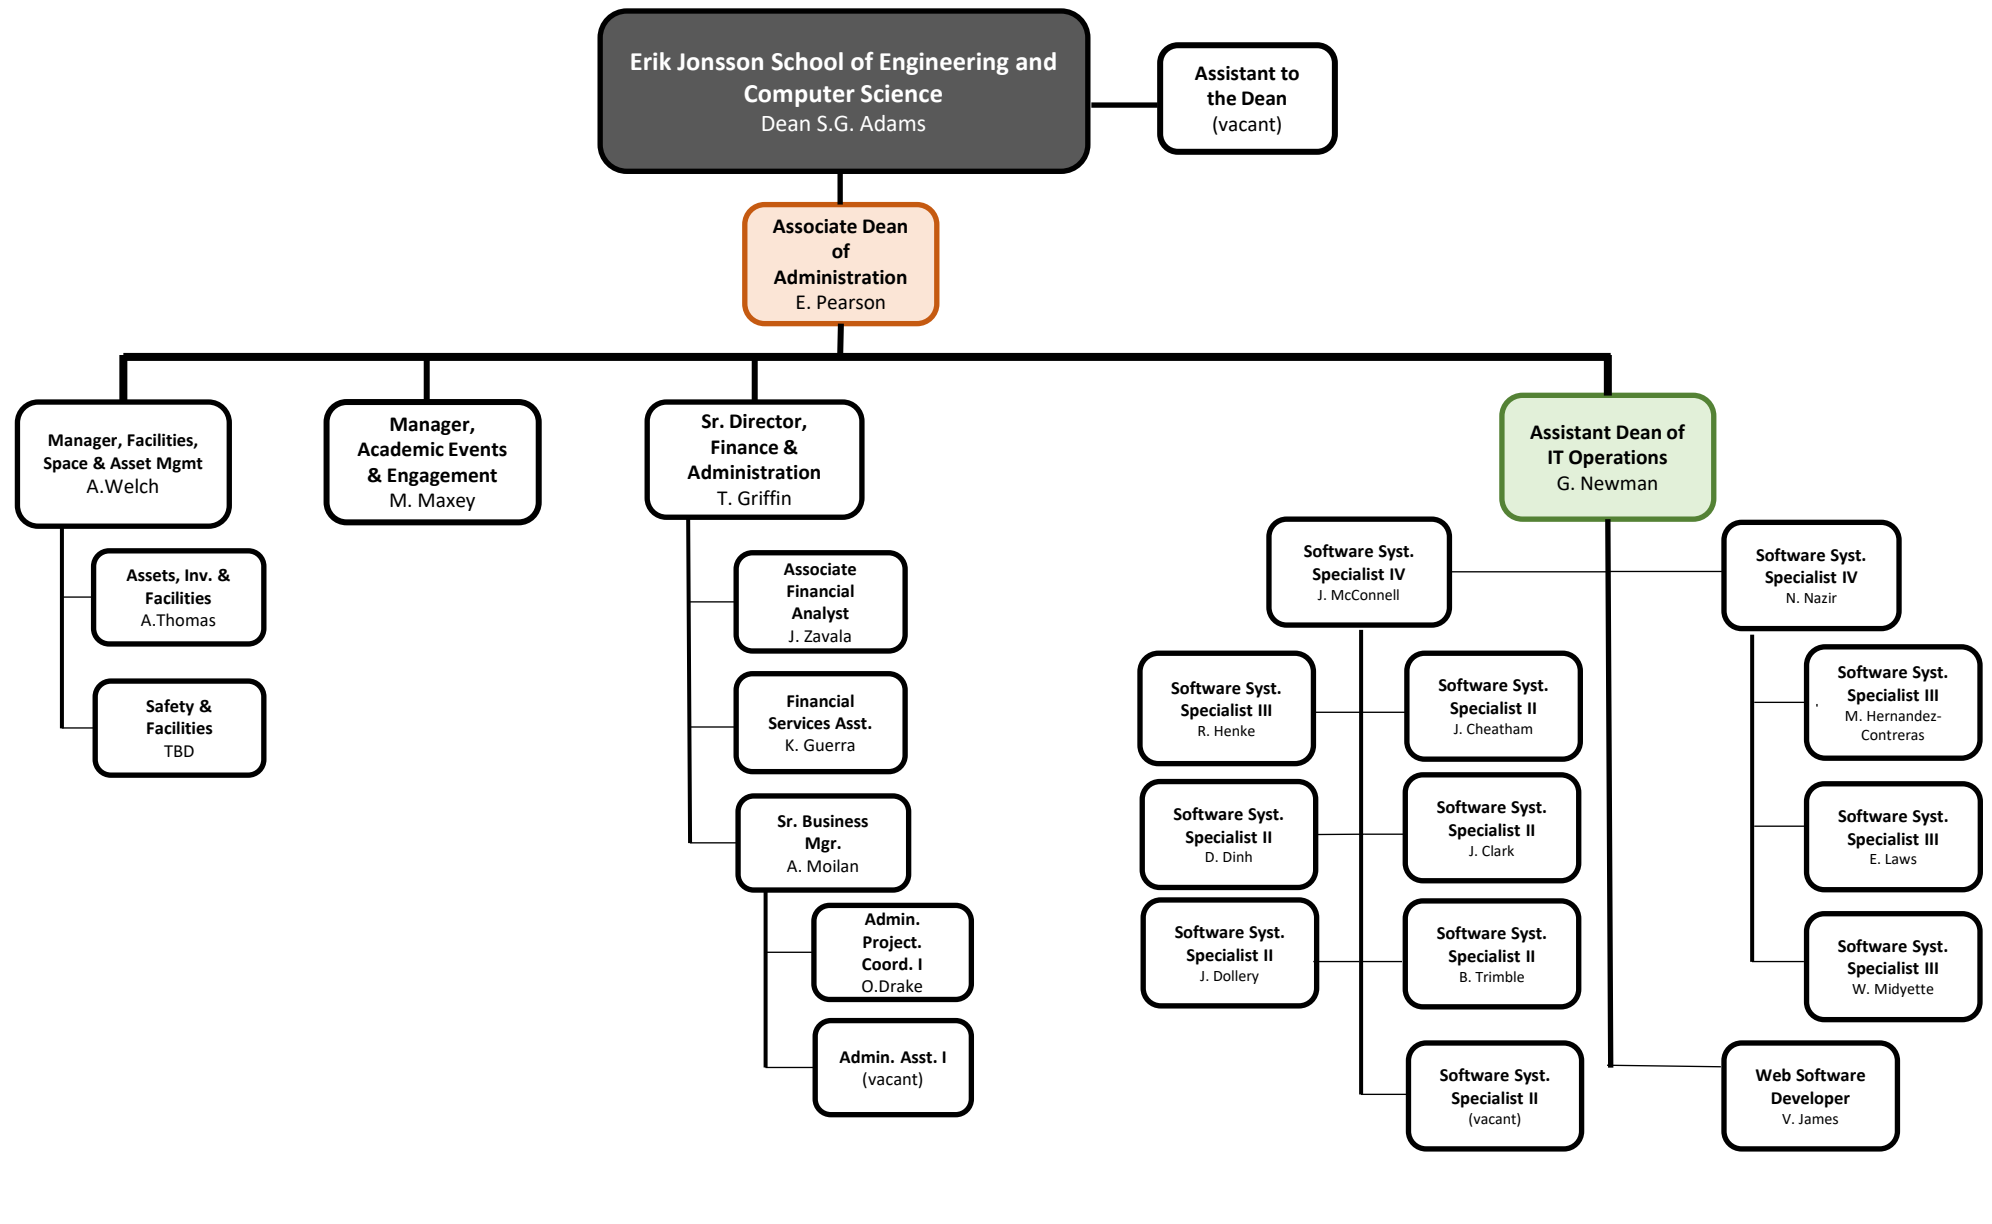 Erik Jonsson School of Engineering and
Computer Science
Dean S.G. Adams
Assistant to
the Dean
(vacant)
Associate Dean
of
Administration
E. Pearson
Manager, Facilities,
Space & Asset Mgmt
A.Welch
Manager,
Academic Events
& Engagement
M. Maxey
Sr. Director,
Finance &
Administration
T. Griffin
Assistant Dean of
IT Operations
G. Newman
Assets, Inv. &
Facilities
A.Thomas
Safety &
Facilities
TBD
Associate
Financial
Analyst
J. Zavala
Financial
Services Asst.
K. Guerra
Sr. Business
Mgr.
A. Moilan
Admin.
Project.
Coord. I
O.Drake
Admin. Asst. I
(vacant)
Software Syst.
Specialist IV
J. McConnell
Software Syst.
Specialist IV
N. Nazir
Software Syst.
Specialist III
R. Henke
Software Syst.
Specialist II
J. Cheatham
Software Syst.
Specialist II
D. Dinh
Software Syst.
Specialist II
J. Clark
Software Syst.
Specialist II
J. Dollery
Software Syst.
Specialist II
B. Trimble
Software Syst.
Specialist II
(vacant)
Software Syst.
Specialist III
M. Hernandez-
Contreras
Software Syst.
Specialist III
E. Laws
Software Syst.
Specialist III
W. Midyette
Web Software
Developer
V. James